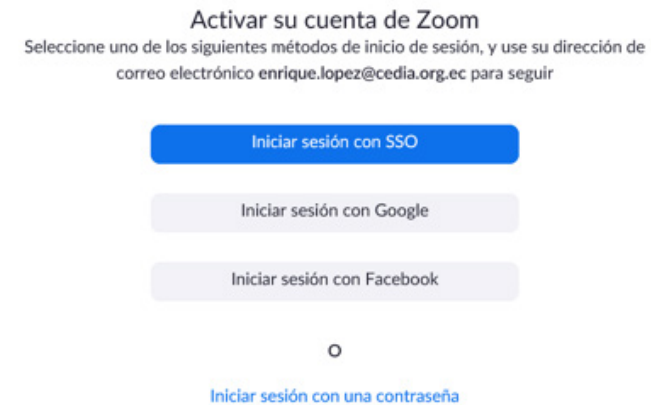 Activar su cuenta de Zoom
Seleccione uno de los siguientes métodos de inicio de sesión, y use su dirección de
correo electrónico enrique.lopez@cedia.org.ec para seguir
Iniciar sesión con SSO
Iniciar sesión con Google
Iniciar sesión con Facebook
O
Iniciar sesión con una contraseña